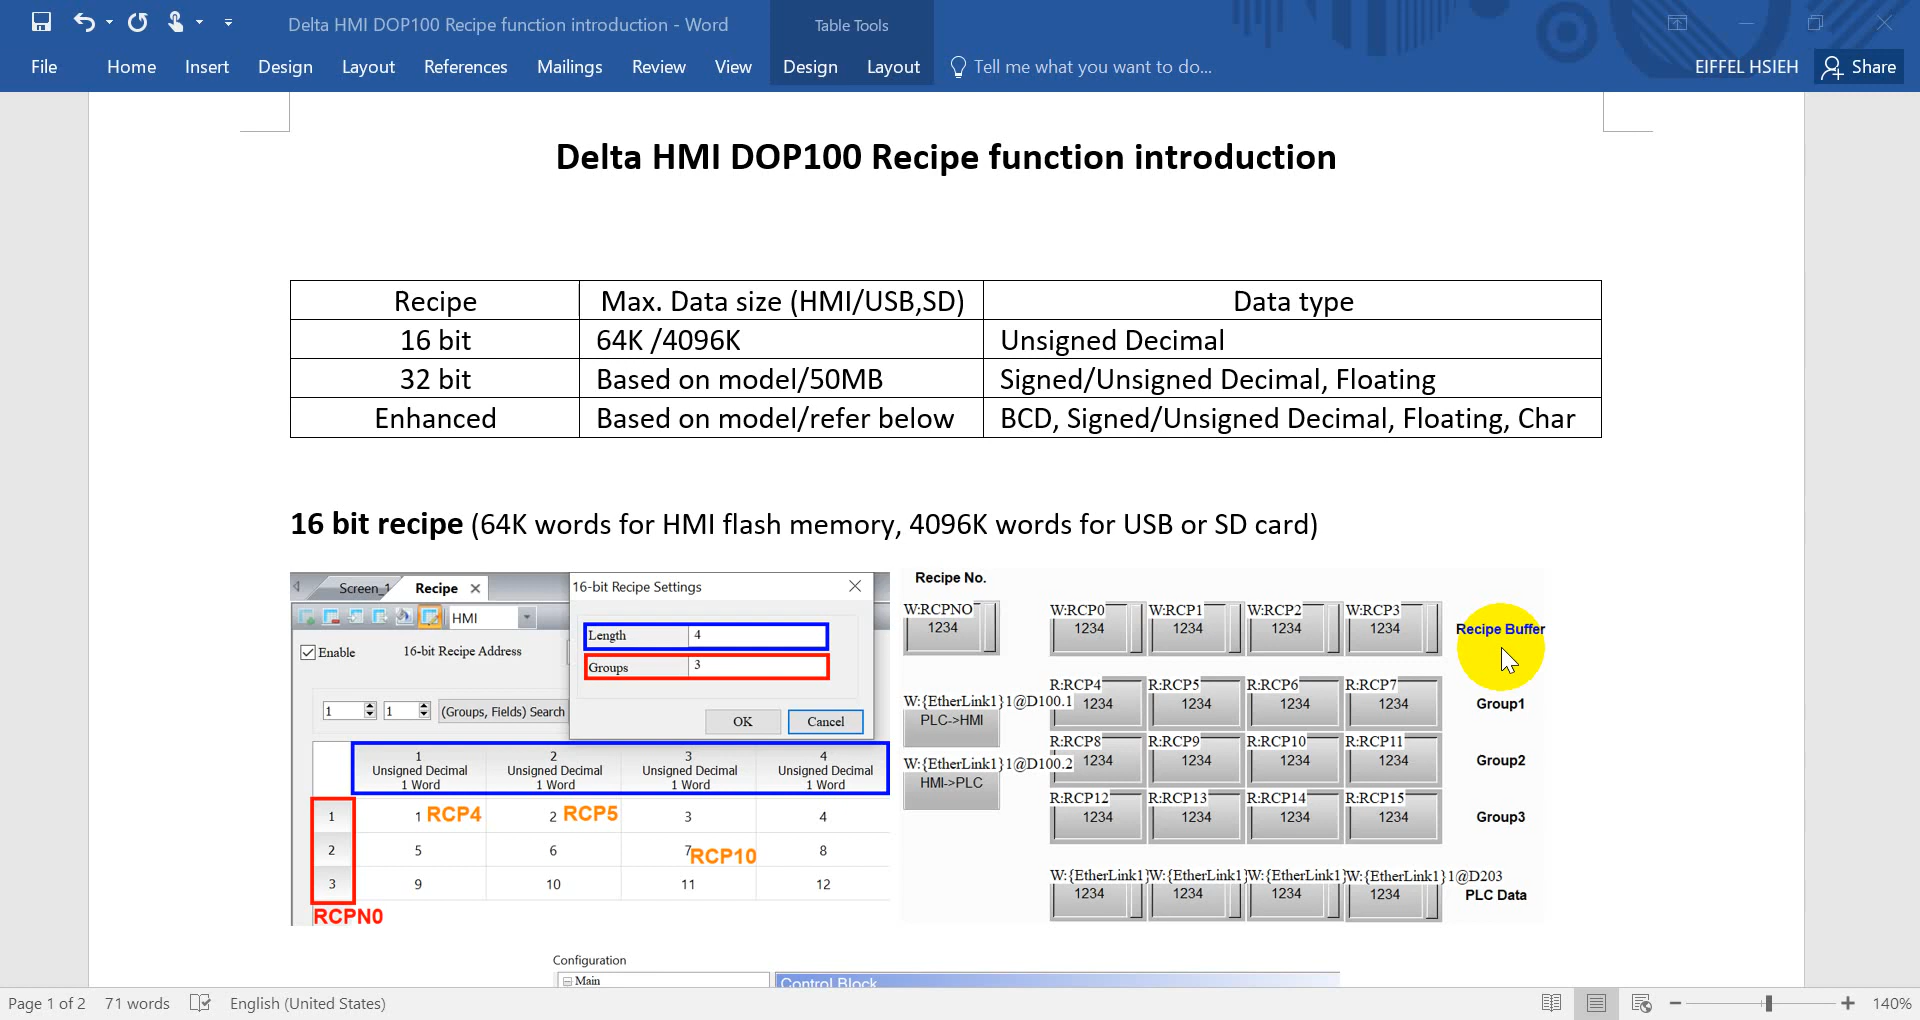 Delta HMI DOP100 Recipe function introduction - Word
Table Tools
File Home Insert Design Layout References Mailings Review View Design Layout Tell me what you want to do... EIFFEL HSIEH Share
Delta HMI DOP100 Recipe function introduction
Recipe Max. Data size (HMI/USB,SD) Data type
16 bit 64K /4096K Unsigned Decimal
32 bit Based on model/50MB Signed/Unsigned Decimal, Floating
Enhanced Based on model/refer below BCD, Signed/Unsigned Decimal, Floating, Char
16 bit recipe (64K words for HMI flash memory, 4096K words for USB or SD card)
Screen_1 Recipe
HMI
Enable 16-bit Recipe Address
1 1 (Groups, Fields) Search
16-bit Recipe Settings
Length 4
Groups 3
OK Cancel
1 2 3 4
Unsigned Decimal Unsigned Decimal Unsigned Decimal Unsigned Decimal
1 Word 1 Word 1 Word 1 Word
1 1 RCP4 2 RCP5 3 4
2 5 6 7 RCP10 8
3 9 10 11 12
RCPN0
Recipe No.
W:RCPNO W:RCP0 W:RCP1 W:RCP2 W:RCP3
1234 1234 1234 1234 1234 Recipe Buffer
R:RCP4 R:RCP5 R:RCP6 R:RCP7
W:{EtherLink1}1@D100.1 1234 1234 1234 1234 Group1
PLC->HMI
R:RCP8 R:RCP9 R:RCP10 R:RCP11
W:{EtherLink1}1@D100.2 1234 1234 1234 1234 Group2
HMI->PLC
R:RCP12 R:RCP13 R:RCP14 R:RCP15
1234 1234 1234 1234 Group3
W:{EtherLink1} W:{EtherLink1} W:{EtherLink1} W:{EtherLink1}1@D203
1234 1234 1234 1234 PLC Data
Configuration
Main Control Block
Page 1 of 2 71 words English (United States) 140%